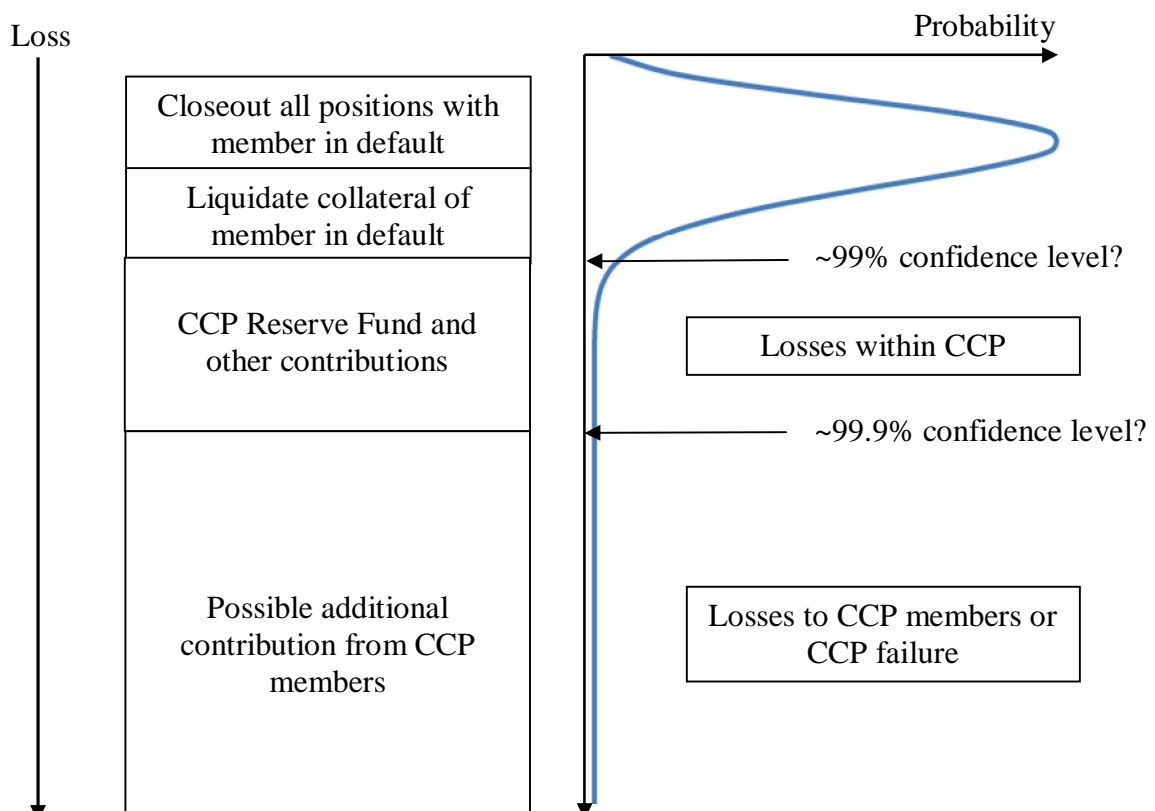 Loss
Probability
Closeout all positions with
member in default
Liquidate collateral of
member in default
~99% confidence level?
CCP Reserve Fund and
other contributions
Losses within CCP
~99.9% confidence level?
Possible additional
contribution from CCP
members
Losses to CCP members or
CCP failure